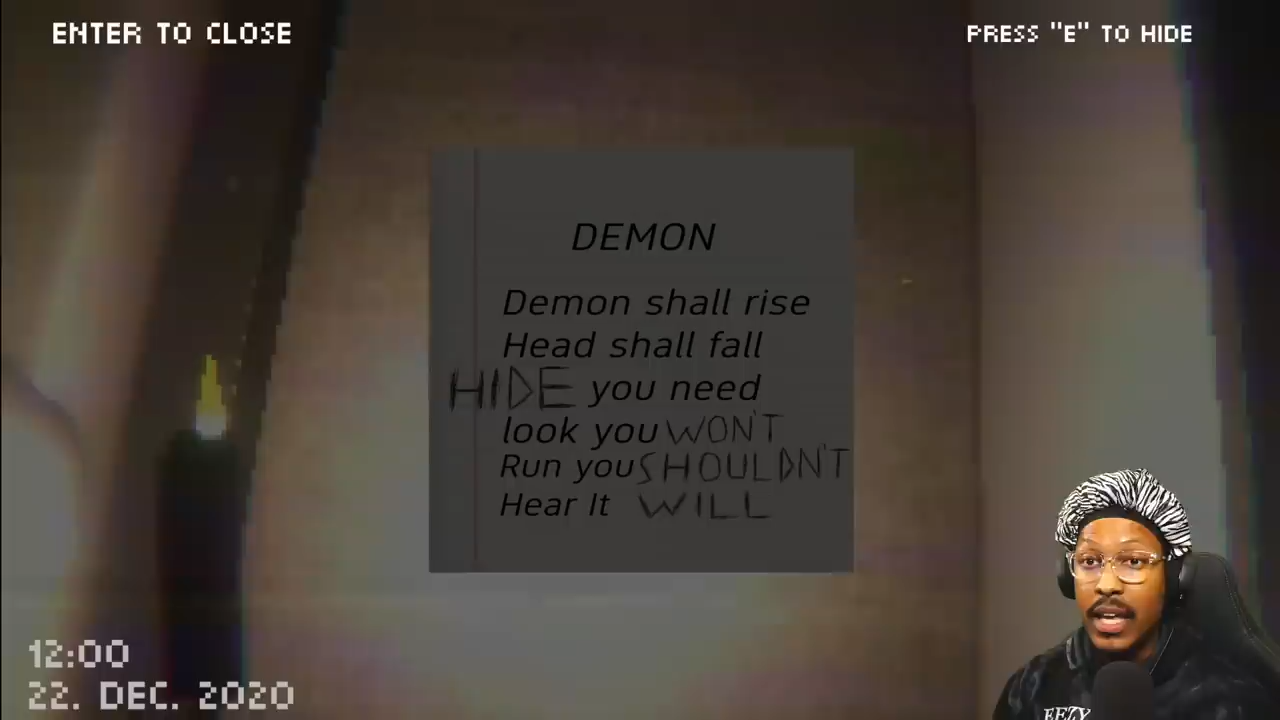 ENTER TO CLOSE
PRESS "E" TO HIDE
DEMON
Demon shall rise
Head shall fall
HIDE you need
look you WON'T
Run you SHOULDN'T
Hear It WILL
12:00
22. DEC. 2020
EEZY